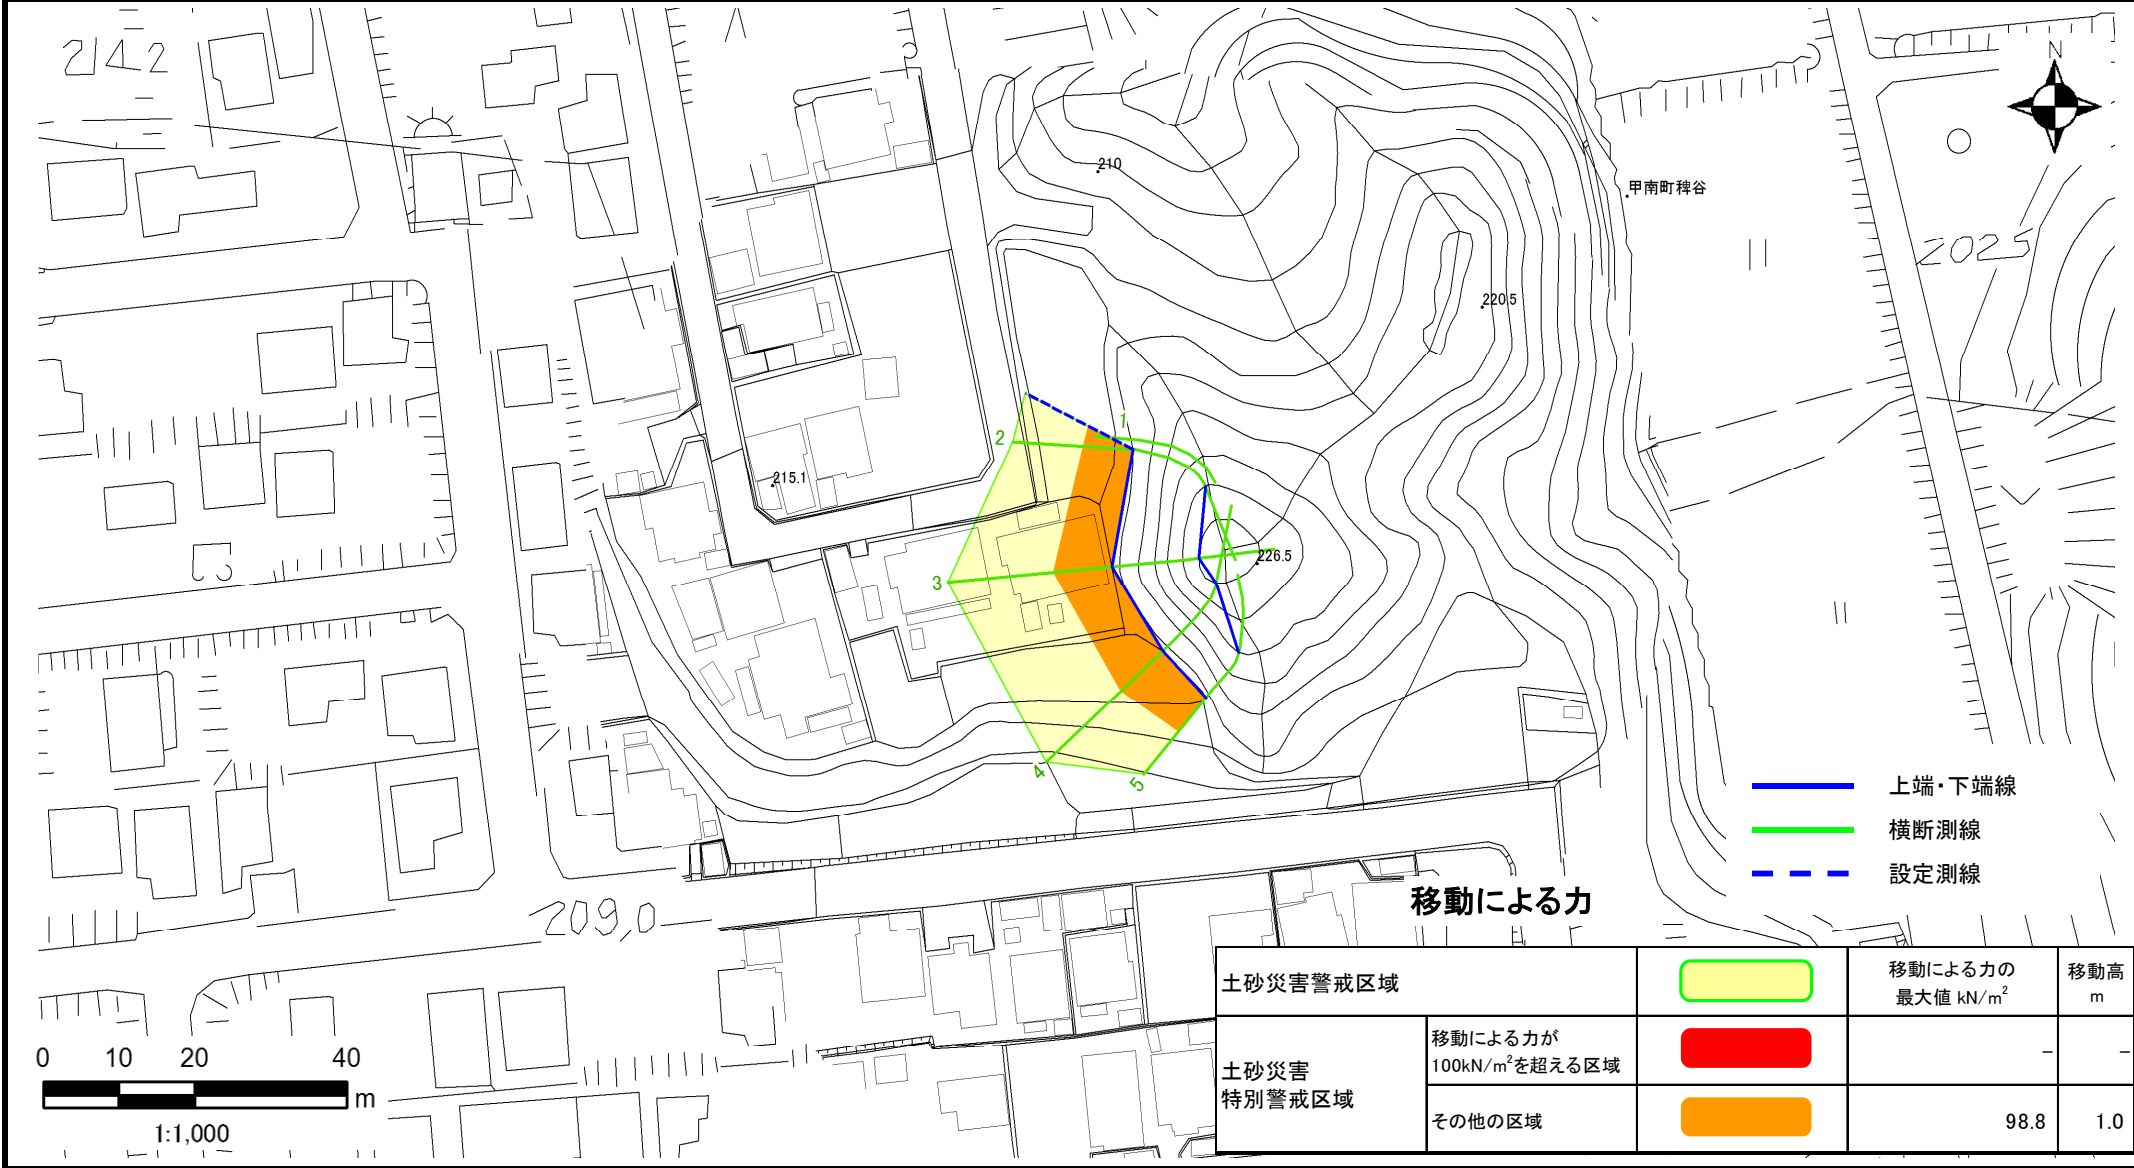 214.2
N
210
甲南町稗谷
202.5
220.5
1
2
215.1
226.5
3
4
5
上端・下端線
横断測線
設定測線
209.0
移動による力
土砂災害警戒区域
移動による力の
最大値 kN/m²
移動高
m
土砂災害
特別警戒区域
移動による力が
100kN/m²を超える区域
－
－
その他の区域
98.8
1.0
0 10 20 40
m
1:1,000